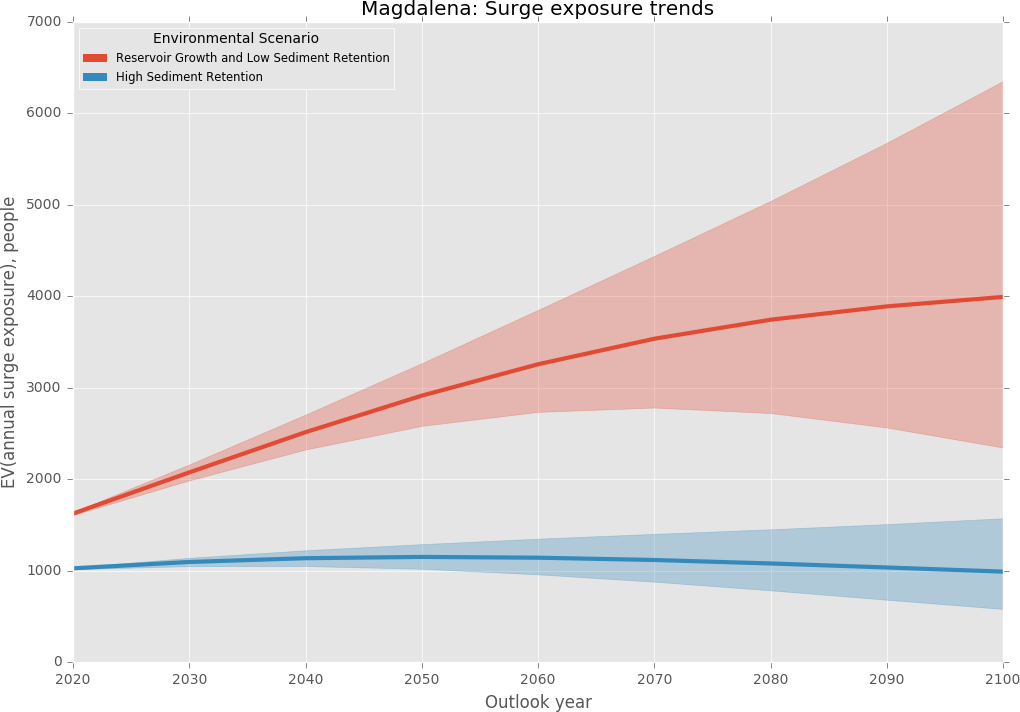 Magdalena: Surge exposure trends
Environmental Scenario
Reservoir Growth and Low Sediment Retention
High Sediment Retention
EV(annual surge exposure), people
7000
6000
5000
4000
3000
2000
1000
0
2020 2030 2040 2050 2060 2070 2080 2090 2100
Outlook year